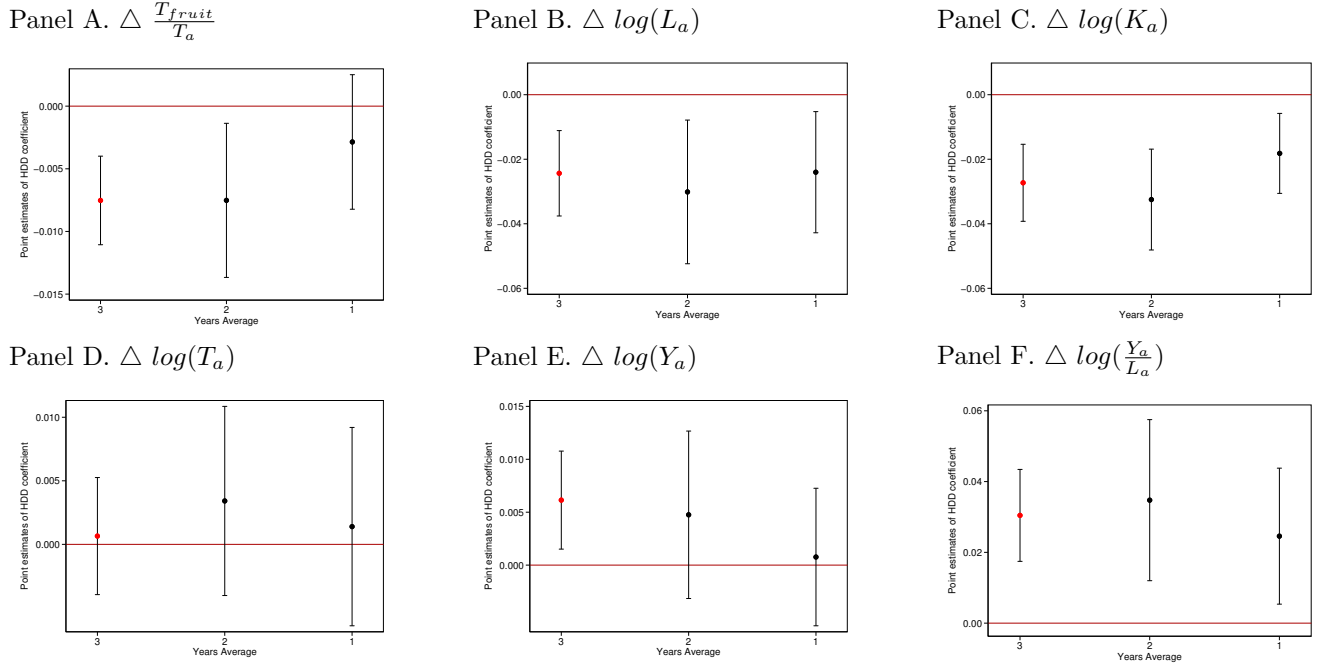 Panel A. △ T_fruit / T_a
Point estimates of HDD coefficient
0.000
−0.005
−0.010
−0.015
3 2 1
Years Average
Panel B. △ log(L_a)
Point estimates of HDD coefficient
0.00
−0.02
−0.04
−0.06
3 2 1
Years Average
Panel C. △ log(K_a)
Point estimates of HDD coefficient
0.00
−0.02
−0.04
−0.06
3 2 1
Years Average
Panel D. △ log(T_a)
Point estimates of HDD coefficient
0.010
0.005
0.000
3 2 1
Years Average
Panel E. △ log(Y_a)
Point estimates of HDD coefficient
0.015
0.010
0.005
0.000
3 2 1
Years Average
Panel F. △ log(Y_a / L_a)
Point estimates of HDD coefficient
0.06
0.04
0.02
0.00
3 2 1
Years Average